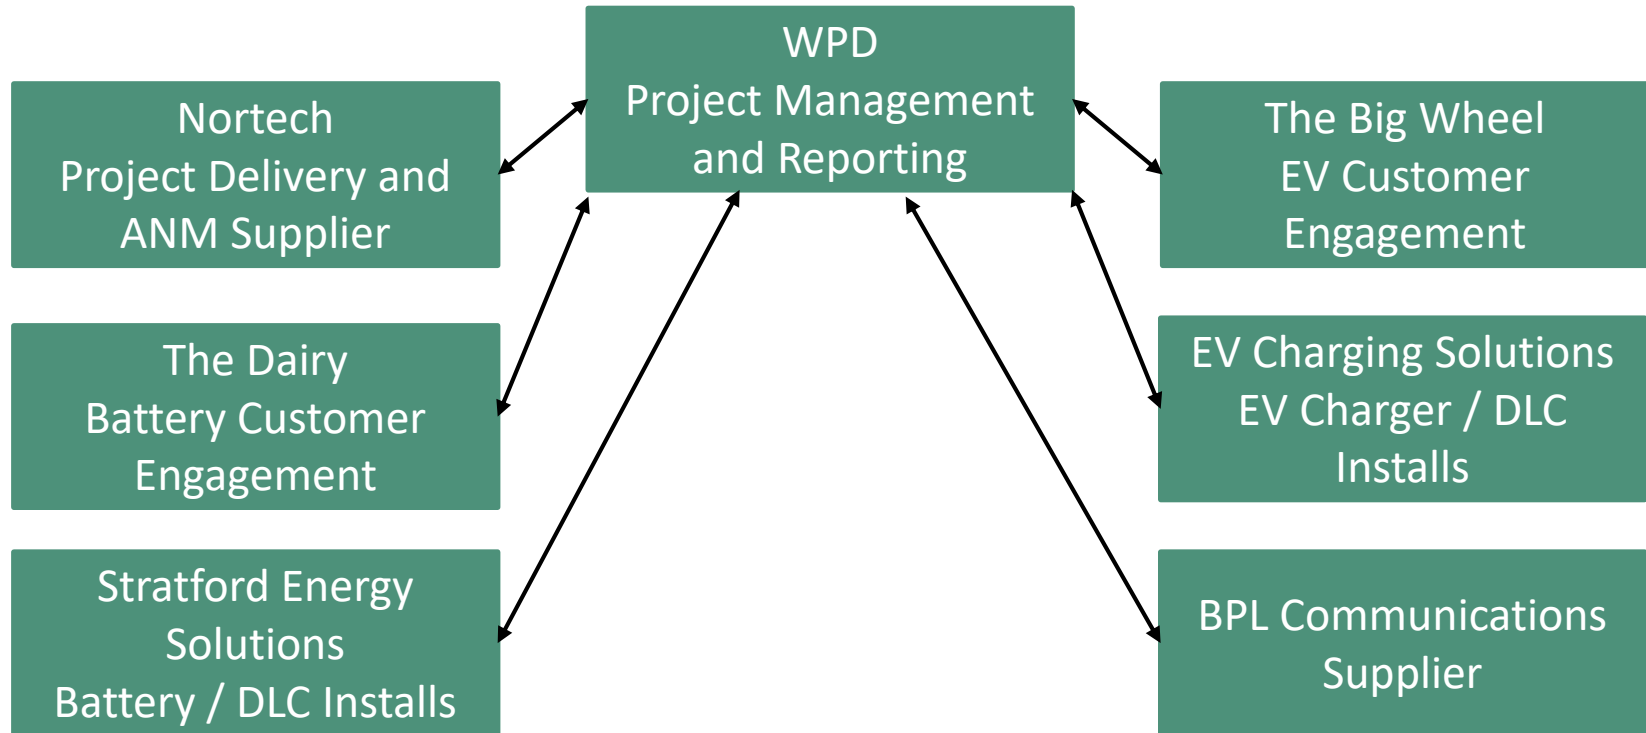 WPD
Project Management
and Reporting
Nortech
Project Delivery and
ANM Supplier
The Big Wheel
EV Customer
Engagement
The Dairy
Battery Customer
Engagement
EV Charging Solutions
EV Charger / DLC
Installs
Stratford Energy
Solutions
Battery / DLC Installs
BPL Communications
Supplier